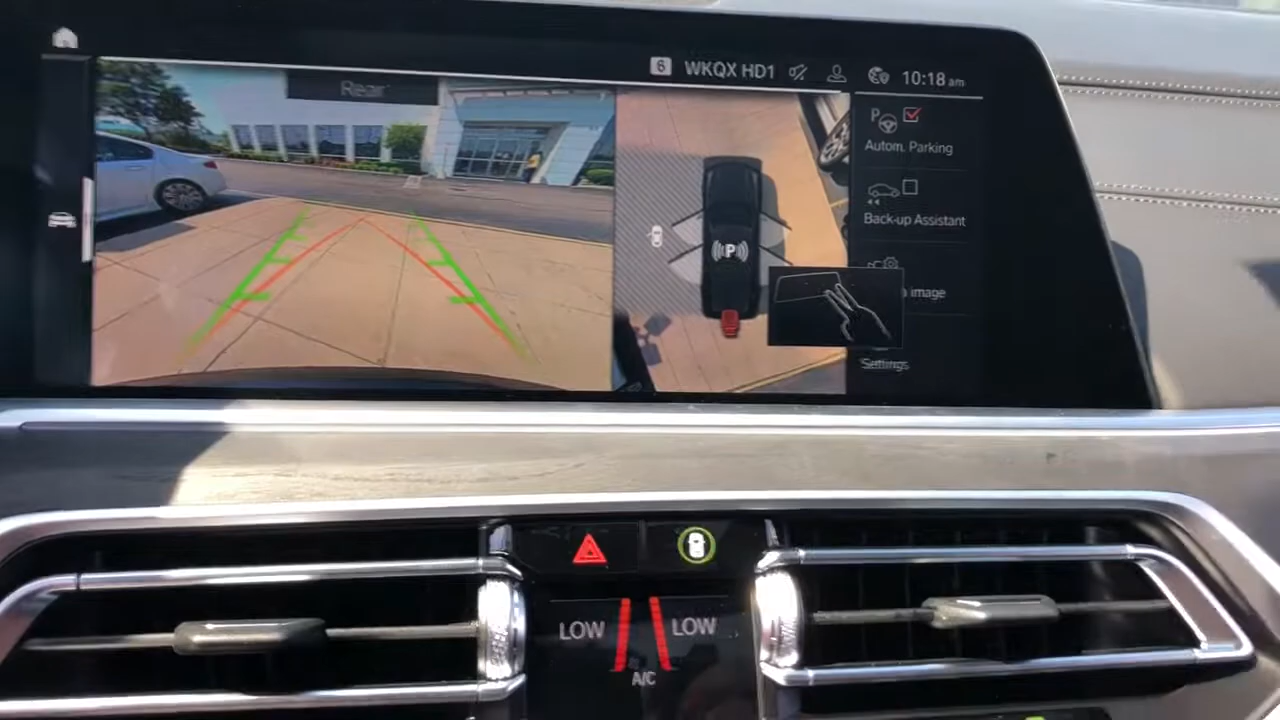 Rear
6 WKQX HD1 10:18 am
P
Autom. Parking
Back-up Assistant
image
Settings
P
LOW LOW
A/C